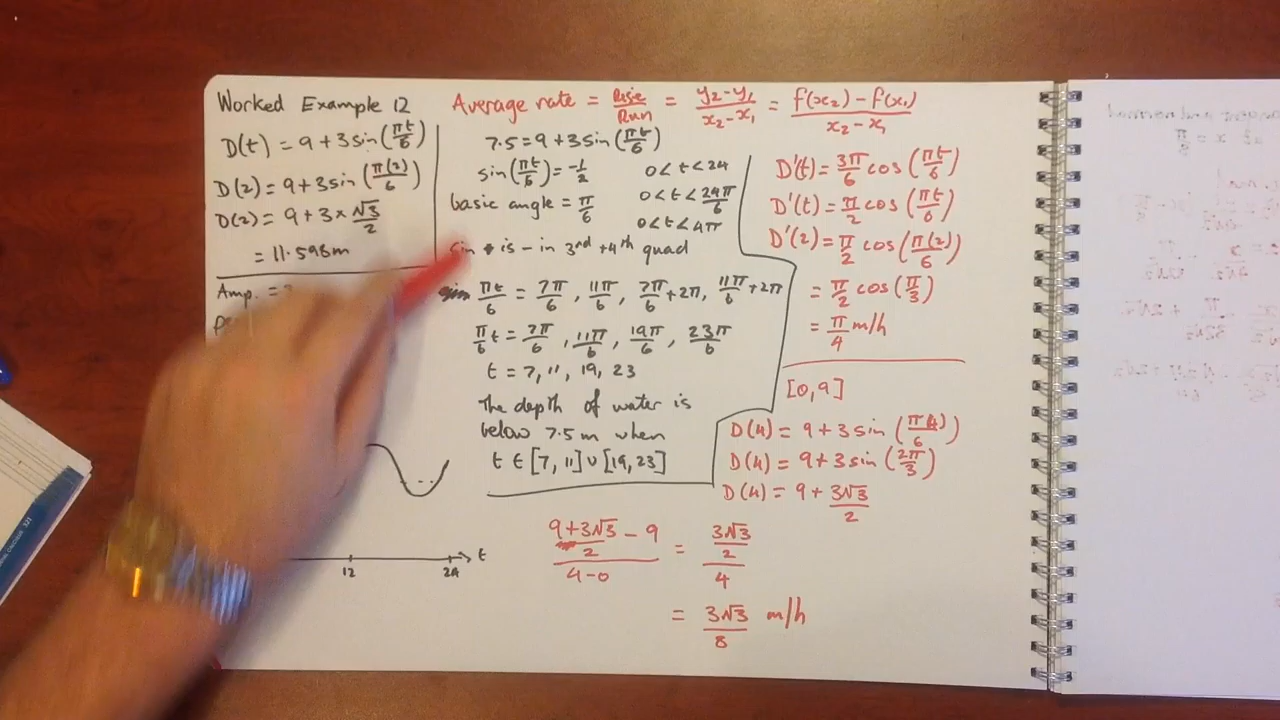 Worked Example 12
D(t) = 9 + 3sin(πt/6)
D(2) = 9 + 3sin(π(2)/6)
D(2) = 9 + 3 × √3/2
= 11.598m
Amp. =
Average rate = Rise/Run = y₂-y₁/x₂-x₁ = f(x₂) - f(x₁)/x₂ - x₁
7.5 = 9 + 3sin(πt/6)
sin(πt/6) = -1/2
0 < t < 24
basic angle = π/6
0 < t < 24π/6
0 < t < 4π
sin is - in 3rd + 4th quad
πt/6 = 7π/6, 11π/6, 7π/6 + 2π, 11π/6 + 2π
π/6 t = 7π/6, 11π/6, 19π/6, 23π/6
t = 7, 11, 19, 23
The depth of water is
below 7.5 m when
t ∈ [7, 11] ∪ [19, 23]
D'(t) = 3π/6 cos(πt/6)
D'(t) = π/2 cos(πt/6)
D'(2) = π/2 cos(π(2)/6)
= π/2 cos(π/3)
= π/4 m/h
[0, 9]
D(4) = 9 + 3sin(π(4)/6)
D(4) = 9 + 3sin(2π/3)
D(4) = 9 + 3√3/2
9 + 3√3/2 - 9 / 4-0 = 3√3/2 / 4
= 3√3/8 m/h
t
12
24